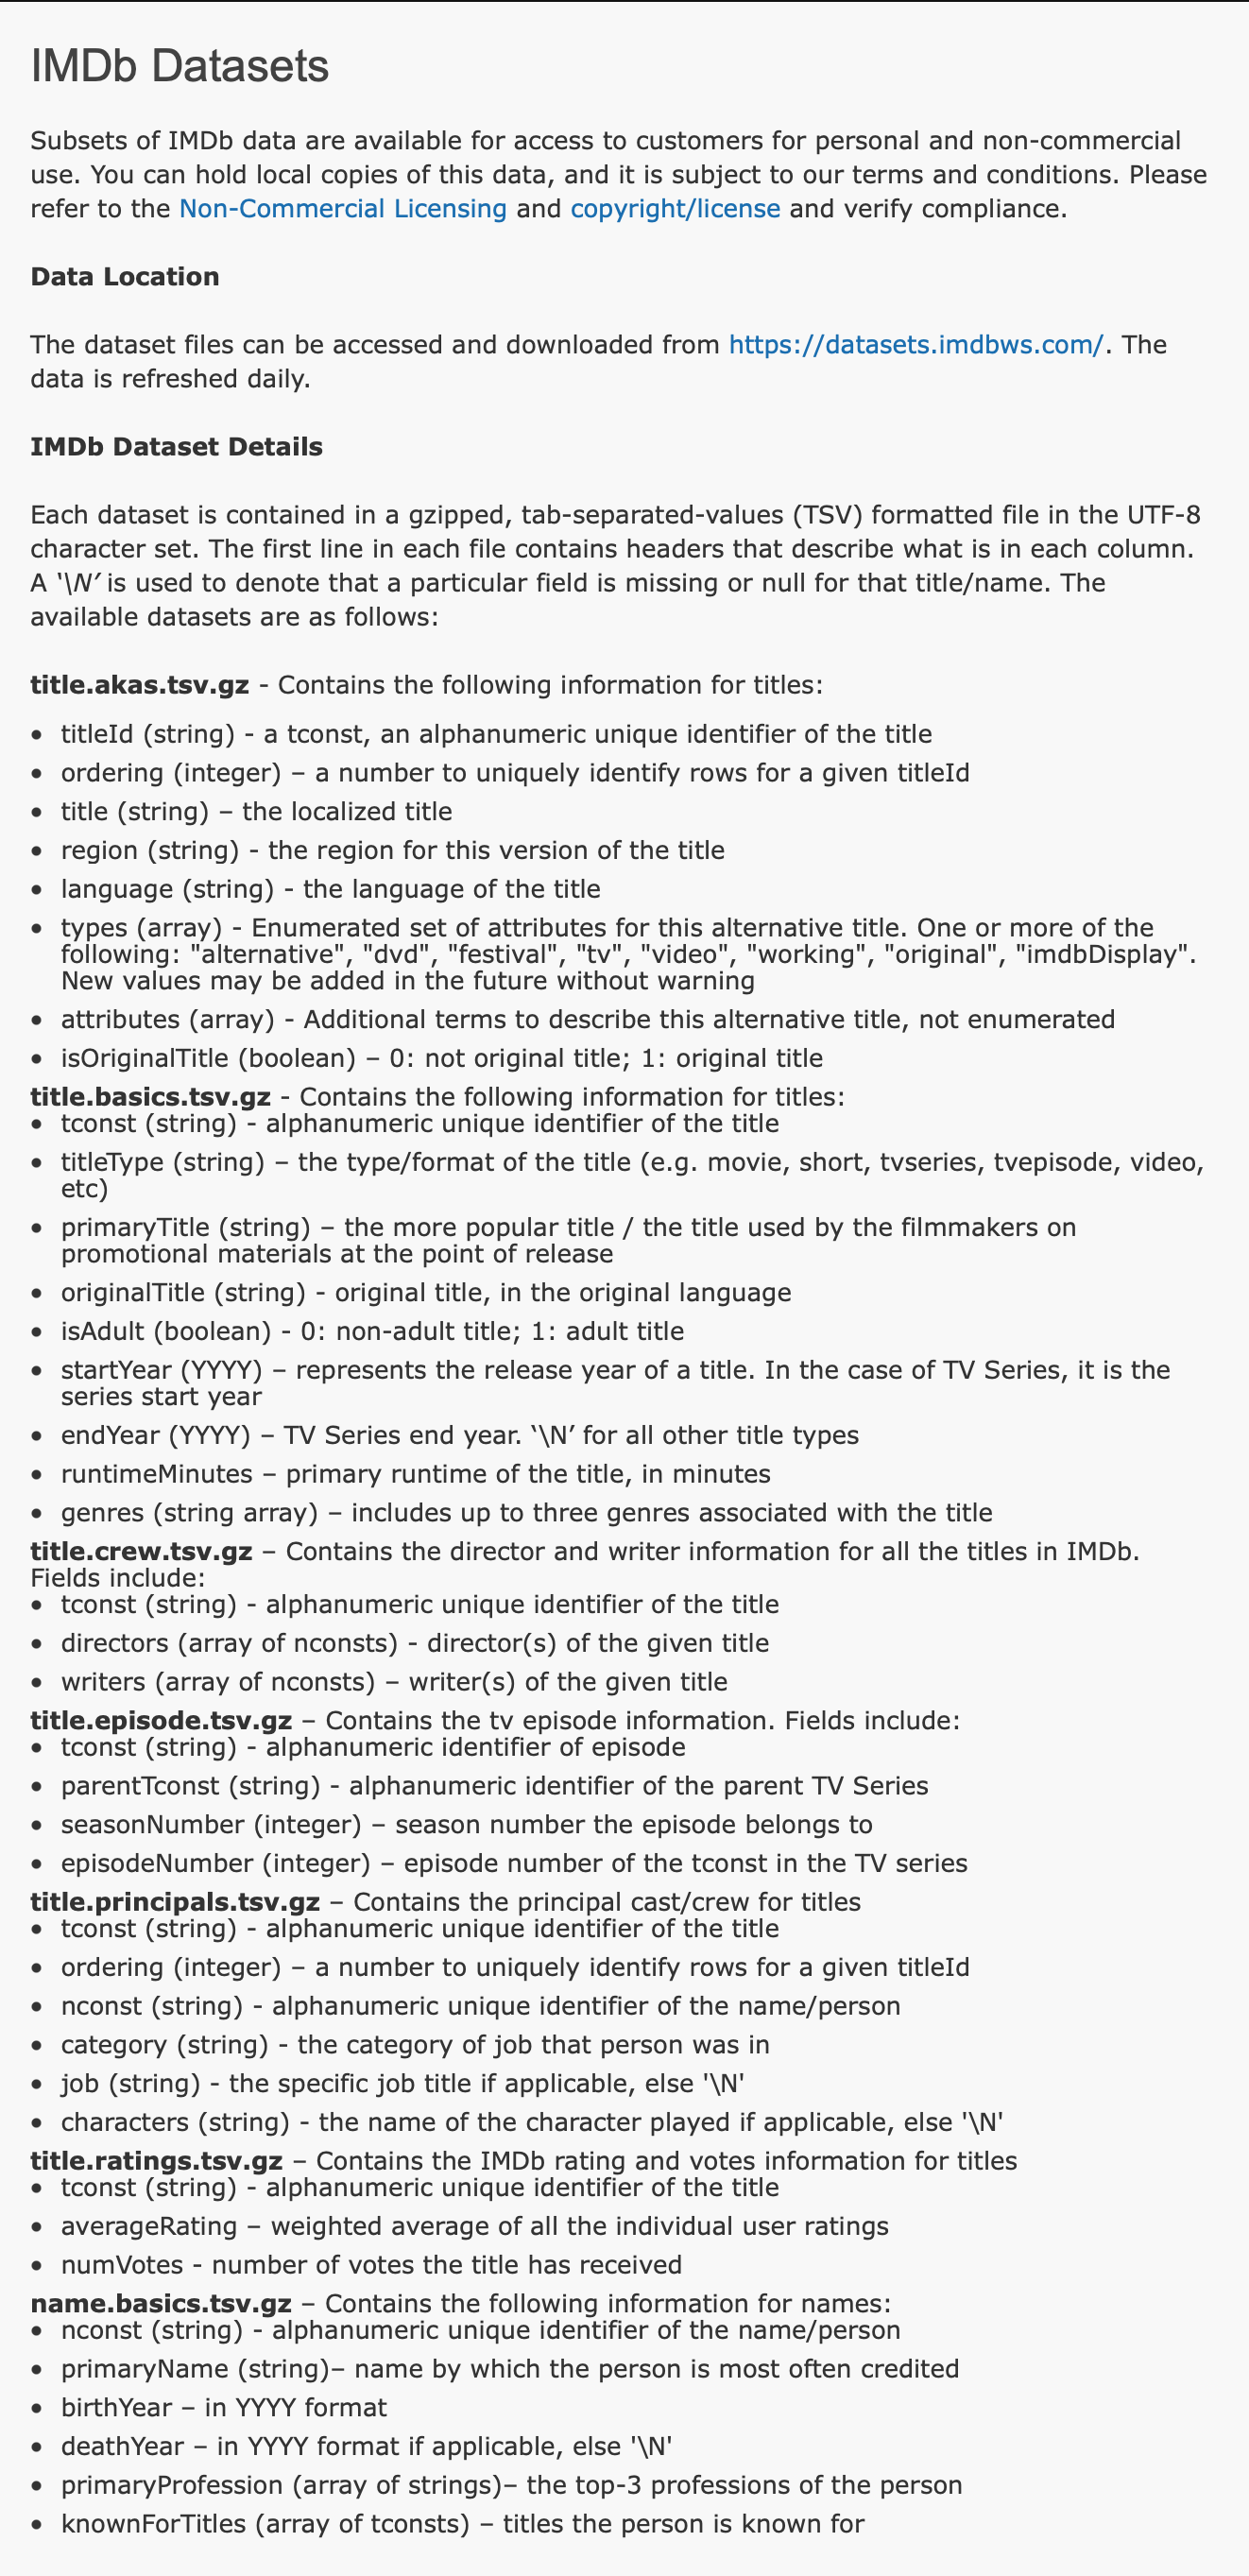 IMDb Datasets
Subsets of IMDb data are available for access to customers for personal and non-commercial
use. You can hold local copies of this data, and it is subject to our terms and conditions. Please
refer to the Non-Commercial Licensing and copyright/license and verify compliance.
Data Location
The dataset files can be accessed and downloaded from https://datasets.imdbws.com/. The
data is refreshed daily.
IMDb Dataset Details
Each dataset is contained in a gzipped, tab-separated-values (TSV) formatted file in the UTF-8
character set. The first line in each file contains headers that describe what is in each column.
A ‘\N’ is used to denote that a particular field is missing or null for that title/name. The
available datasets are as follows:
title.akas.tsv.gz - Contains the following information for titles:
• titleId (string) - a tconst, an alphanumeric unique identifier of the title
• ordering (integer) – a number to uniquely identify rows for a given titleId
• title (string) – the localized title
• region (string) - the region for this version of the title
• language (string) - the language of the title
• types (array) - Enumerated set of attributes for this alternative title. One or more of the
following: "alternative", "dvd", "festival", "tv", "video", "working", "original", "imdbDisplay".
New values may be added in the future without warning
• attributes (array) - Additional terms to describe this alternative title, not enumerated
• isOriginalTitle (boolean) – 0: not original title; 1: original title
title.basics.tsv.gz - Contains the following information for titles:
• tconst (string) - alphanumeric unique identifier of the title
• titleType (string) – the type/format of the title (e.g. movie, short, tvseries, tvepisode, video,
etc)
• primaryTitle (string) – the more popular title / the title used by the filmmakers on
promotional materials at the point of release
• originalTitle (string) - original title, in the original language
• isAdult (boolean) - 0: non-adult title; 1: adult title
• startYear (YYYY) – represents the release year of a title. In the case of TV Series, it is the
series start year
• endYear (YYYY) – TV Series end year. ‘\N’ for all other title types
• runtimeMinutes – primary runtime of the title, in minutes
• genres (string array) – includes up to three genres associated with the title
title.crew.tsv.gz – Contains the director and writer information for all the titles in IMDb.
Fields include:
• tconst (string) - alphanumeric unique identifier of the title
• directors (array of nconsts) - director(s) of the given title
• writers (array of nconsts) – writer(s) of the given title
title.episode.tsv.gz – Contains the tv episode information. Fields include:
• tconst (string) - alphanumeric identifier of episode
• parentTconst (string) - alphanumeric identifier of the parent TV Series
• seasonNumber (integer) – season number the episode belongs to
• episodeNumber (integer) – episode number of the tconst in the TV series
title.principals.tsv.gz – Contains the principal cast/crew for titles
• tconst (string) - alphanumeric unique identifier of the title
• ordering (integer) – a number to uniquely identify rows for a given titleId
• nconst (string) - alphanumeric unique identifier of the name/person
• category (string) - the category of job that person was in
• job (string) - the specific job title if applicable, else '\N'
• characters (string) - the name of the character played if applicable, else '\N'
title.ratings.tsv.gz – Contains the IMDb rating and votes information for titles
• tconst (string) - alphanumeric unique identifier of the title
• averageRating – weighted average of all the individual user ratings
• numVotes - number of votes the title has received
name.basics.tsv.gz – Contains the following information for names:
• nconst (string) - alphanumeric unique identifier of the name/person
• primaryName (string)– name by which the person is most often credited
• birthYear – in YYYY format
• deathYear – in YYYY format if applicable, else '\N'
• primaryProfession (array of strings)– the top-3 professions of the person
• knownForTitles (array of tconsts) – titles the person is known for